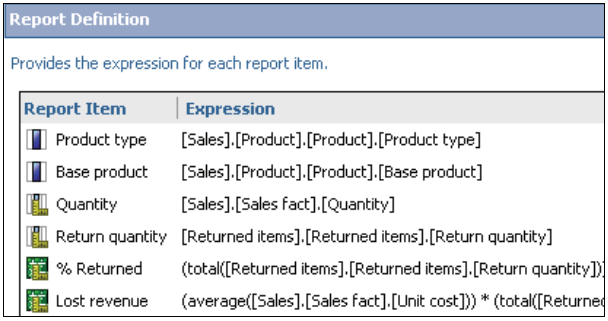 Report Definition
Provides the expression for each report item.
Report Item Expression
Product type [Sales].[Product].[Product].[Product type]
Base product [Sales].[Product].[Product].[Base product]
Quantity [Sales].[Sales fact].[Quantity]
Return quantity [Returned items].[Returned items].[Return quantity]
% Returned (total([Returned items].[Returned items].[Return quantity])
Lost revenue (average([Sales].[Sales fact].[Unit cost])) * (total([Returned